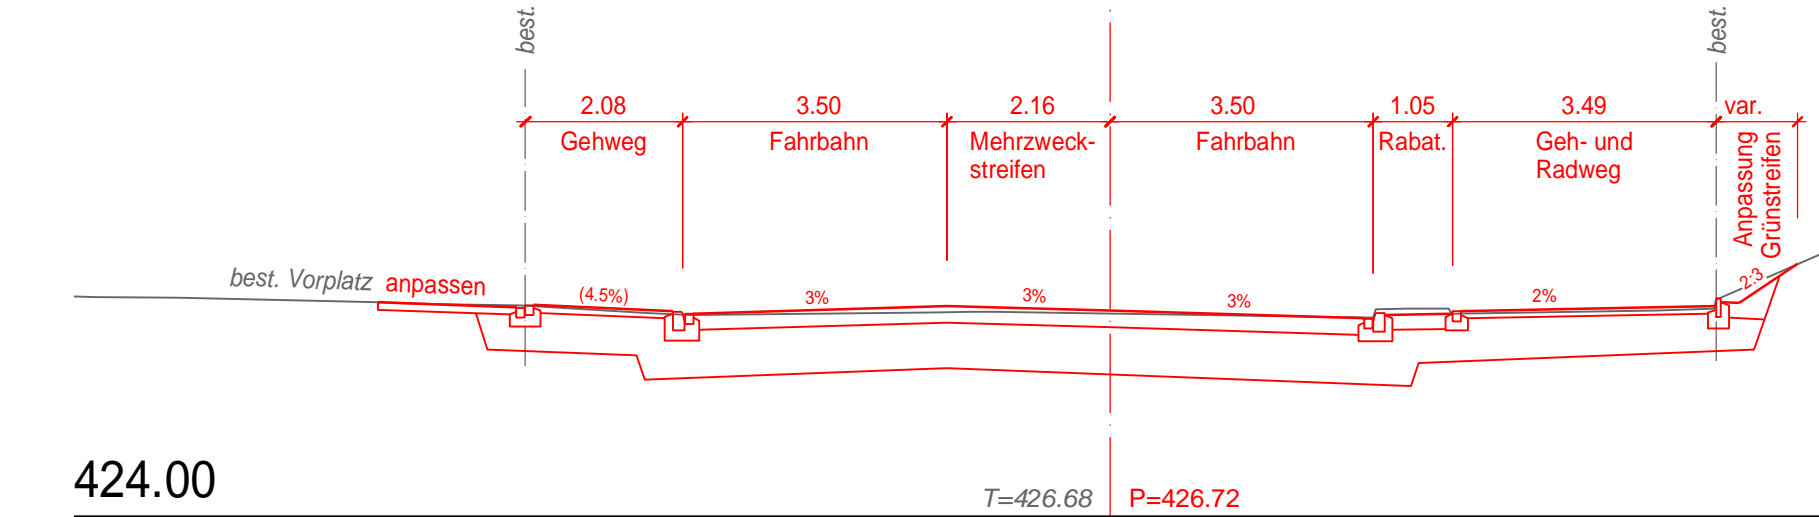 best.
best.
2.08
3.50
2.16
3.50
1.05
3.49
var.
Gehweg
Fahrbahn
Mehrzweck-
streifen
Fahrbahn
Rabat.
Geh- und
Radweg
Anpassung
Grünstreifen
best. Vorplatz anpassen
(4.5%)
3%
3%
3%
2%
2:3
424.00
T=426.68
P=426.72